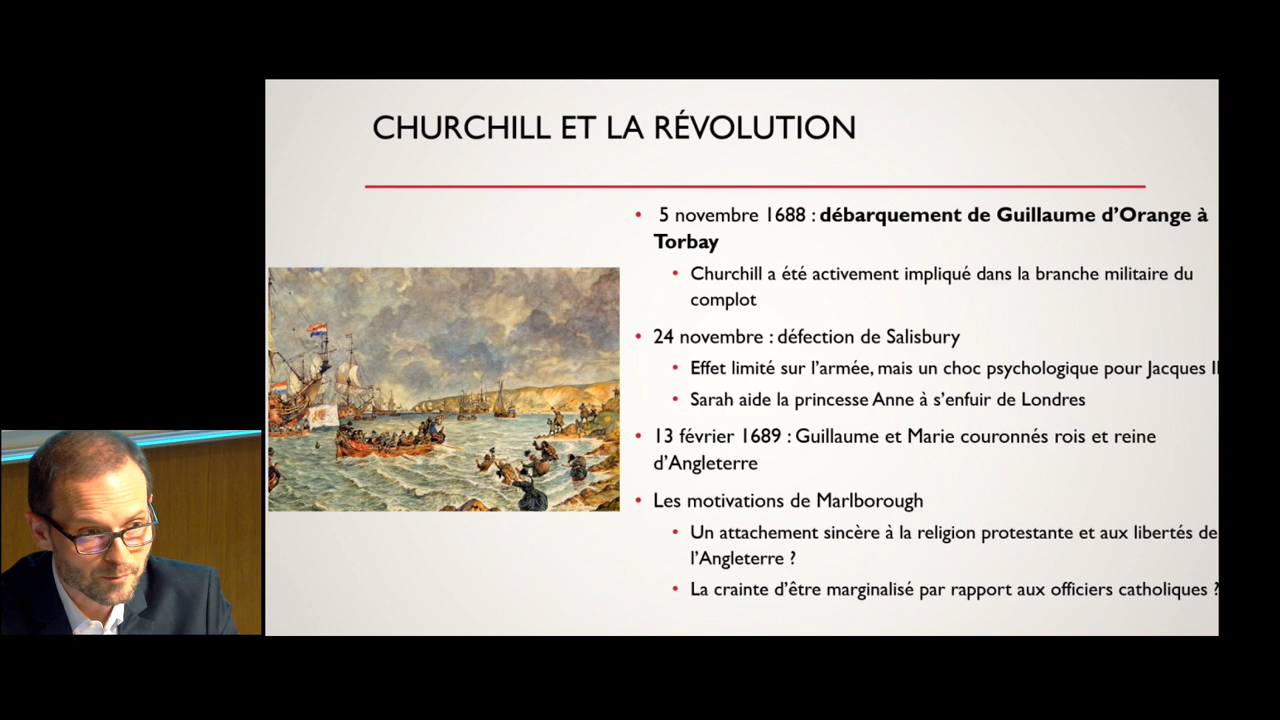 CHURCHILL ET LA RÉVOLUTION
• 5 novembre 1688 : débarquement de Guillaume d'Orange à
Torbay
• Churchill a été activement impliqué dans la branche militaire du
complot
• 24 novembre : défection de Salisbury
• Effet limité sur l'armée, mais un choc psychologique pour Jacques II
• Sarah aide la princesse Anne à s'enfuir de Londres
• 13 février 1689 : Guillaume et Marie couronnés rois et reine
d'Angleterre
• Les motivations de Marlborough
• Un attachement sincère à la religion protestante et aux libertés de
l'Angleterre ?
• La crainte d'être marginalisé par rapport aux officiers catholiques ?